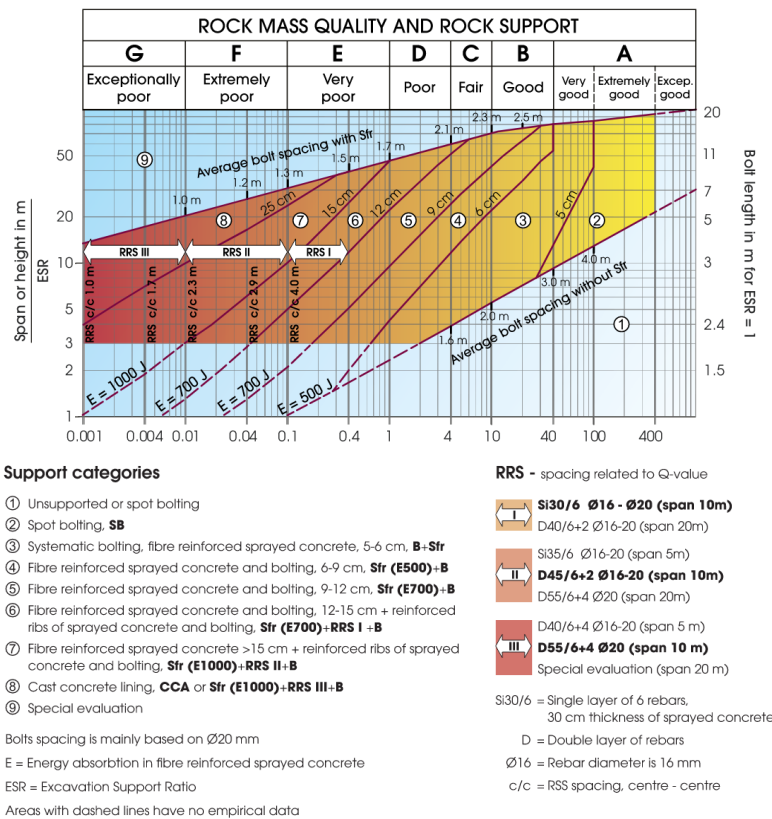 ROCK MASS QUALITY AND ROCK SUPPORT
G F E D C B A
Exceptionally poor
Extremely poor
Very poor
Poor
Fair
Good
Very good
Extremely good
Excep. good
Average bolt spacing with Sfr
1.0 m
1.2 m
1.3 m
1.5 m
1.7 m
2.1 m
2.3 m
2.5 m
25 cm
15 cm
12 cm
9 cm
6 cm
5 cm
⑨
⑧ ⑦ ⑥ ⑤ ④ ③ ②
①
RRS III
RRS II
RRS I
RRS c/c 1.0 m
RRS c/c 1.7 m
RRS c/c 2.3 m
RRS c/c 2.9 m
RRS c/c 4.0 m
1.6 m
2.0 m
3.0 m
4.0 m
Average bolt spacing without Sfr
E = 1000 J
E = 700 J
E = 700 J
E = 500 J
Span or height in m
ESR
50
20
10
5
3
2
1
20
11
7
5
3
2.4
1.5
Bolt length in m for ESR = 1
0.001 0.004 0.01 0.04 0.1 0.4 1 4 10 40 100 400
Support categories
① Unsupported or spot bolting
② Spot bolting, SB
③ Systematic bolting, fibre reinforced sprayed concrete, 5-6 cm, B+Sfr
④ Fibre reinforced sprayed concrete and bolting, 6-9 cm, Sfr (E500)+B
⑤ Fibre reinforced sprayed concrete and bolting, 9-12 cm, Sfr (E700)+B
⑥ Fibre reinforced sprayed concrete and bolting, 12-15 cm + reinforced
ribs of sprayed concrete and bolting, Sfr (E700)+RRS I +B
⑦ Fibre reinforced sprayed concrete >15 cm + reinforced ribs of sprayed
concrete and bolting, Sfr (E1000)+RRS II+B
⑧ Cast concrete lining, CCA or Sfr (E1000)+RRS III+B
⑨ Special evaluation
Bolts spacing is mainly based on Ø20 mm
E = Energy absorbtion in fibre reinforced sprayed concrete
ESR = Excavation Support Ratio
Areas with dashed lines have no empirical data
RRS - spacing related to Q-value
I
Si30/6 Ø16 - Ø20 (span 10m)
D40/6+2 Ø16-20 (span 20m)
II
Si35/6 Ø16-20 (span 5m)
D45/6+2 Ø16-20 (span 10m)
D55/6+4 Ø20 (span 20m)
III
D40/6+4 Ø16-20 (span 5 m)
D55/6+4 Ø20 (span 10 m)
Special evaluation (span 20 m)
Si30/6 = Single layer of 6 rebars,
30 cm thickness of sprayed concrete
D = Double layer of rebars
Ø16 = Rebar diameter is 16 mm
c/c = RSS spacing, centre - centre